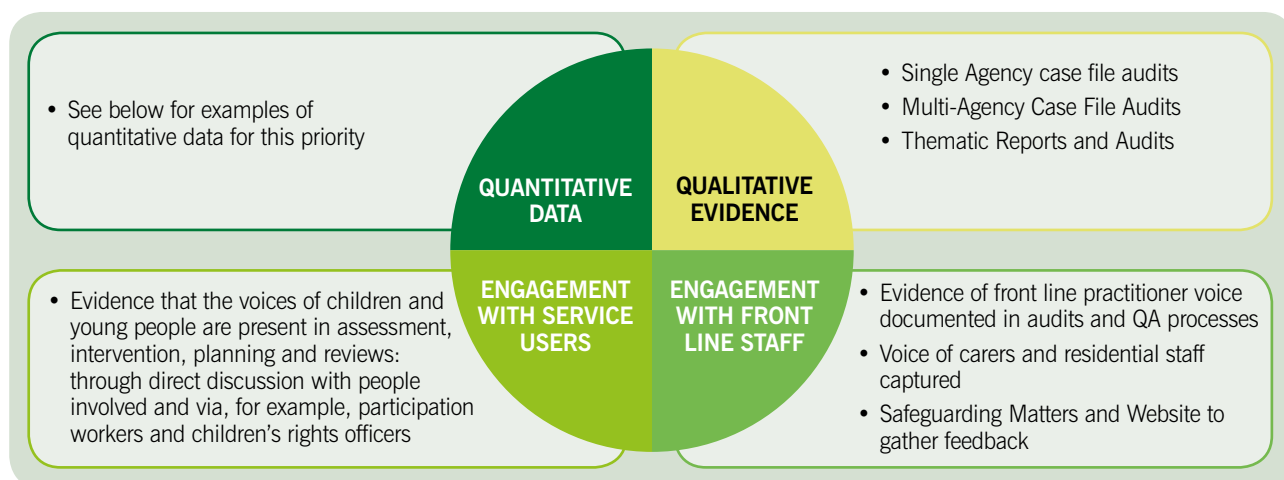 • See below for examples of
quantitative data for this priority
QUANTITATIVE
DATA
• Single Agency case file audits
• Multi-Agency Case File Audits
• Thematic Reports and Audits
QUALITATIVE
EVIDENCE
• Evidence that the voices of children and
young people are present in assessment,
intervention, planning and reviews:
through direct discussion with people
involved and via, for example, participation
workers and children’s rights officers
ENGAGEMENT
WITH SERVICE
USERS
ENGAGEMENT
WITH FRONT
LINE STAFF
• Evidence of front line practitioner voice
documented in audits and QA processes
• Voice of carers and residential staff
captured
• Safeguarding Matters and Website to
gather feedback